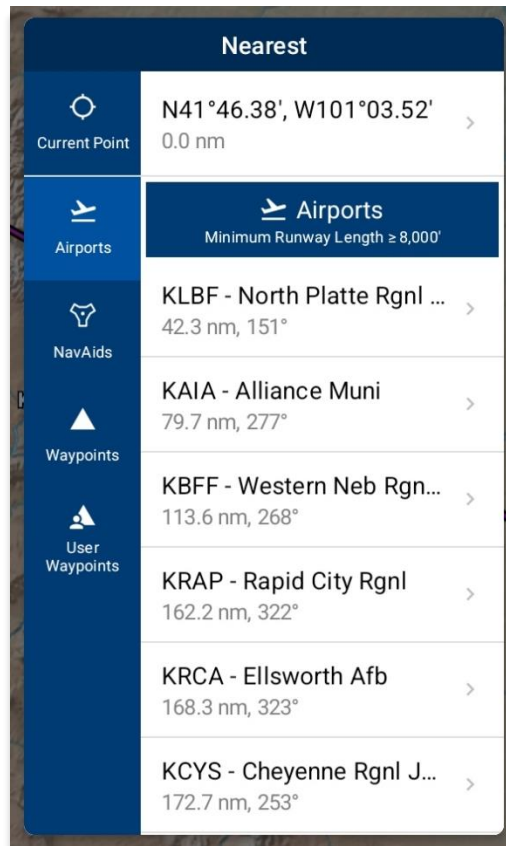 Nearest
Current Point
N41°46.38', W101°03.52'
0.0 nm
Airports
NavAids
Waypoints
User
Waypoints
Airports
Minimum Runway Length ≥ 8,000'
KLBF - North Platte Rgnl ...
42.3 nm, 151°
KAIA - Alliance Muni
79.7 nm, 277°
KBFF - Western Neb Rgn...
113.6 nm, 268°
KRAP - Rapid City Rgnl
162.2 nm, 322°
KRCA - Ellsworth Afb
168.3 nm, 323°
KCYS - Cheyenne Rgnl J...
172.7 nm, 253°